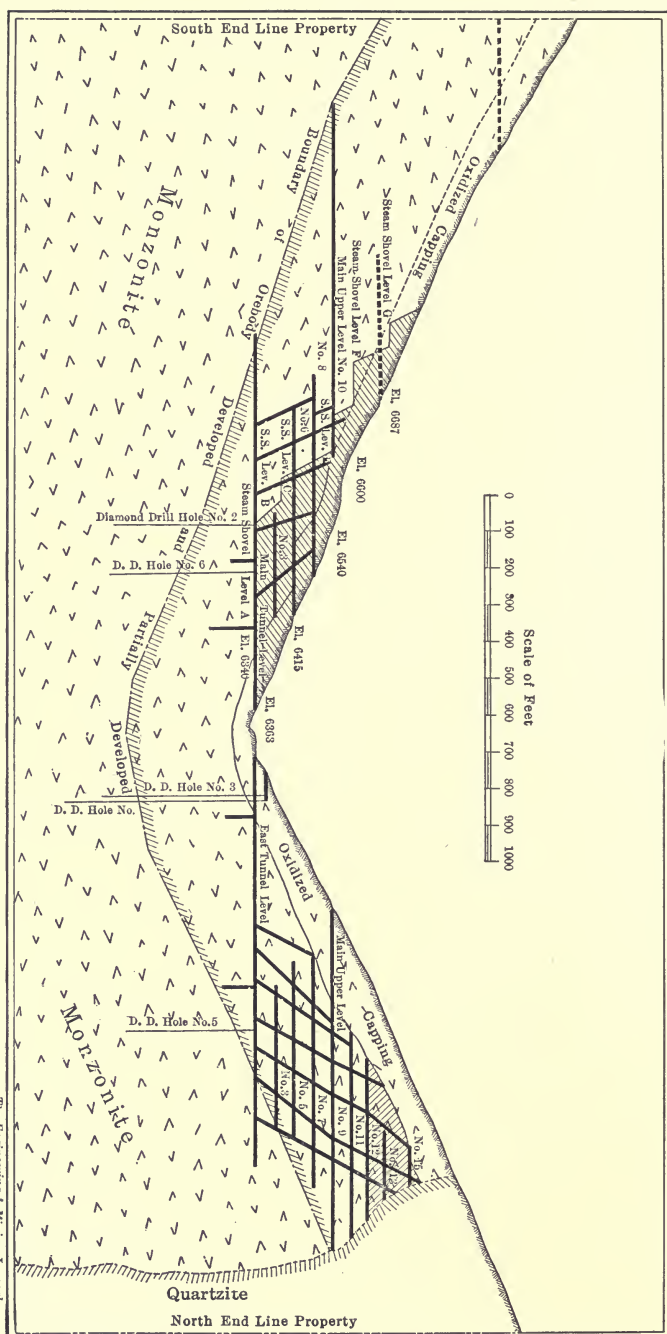 South End Line Property
Oxidized Capping
Steam Shovel Level G
Steam Shovel Level F
Main Upper Level No. 10
No. 8
No. 6
S.S. Lev.
S.S. Lev. C
S.S. Lev. B
Boundary of Orebody Developed and Partially Developed
Monzonite
El. 6687
El. 6600
El. 6540
El. 6415
El. 6363
El. 6340
Diamond Drill Hole No. 2
D. D. Hole No. 6
Steam Shovel Level A
Main Tunnel Level
No. 3
0 100 200 300 400 500 600 700 800 900 1000
Scale of Feet
D. D. Hole No. 3
D. D. Hole No.
East Tunnel Level
Oxidized Capping
Main Upper Level
D. D. Hole No.5
No. 3
No. 5
No. 7
No. 9
No. 11
No. 12
Monzonite
Quartzite
North End Line Property